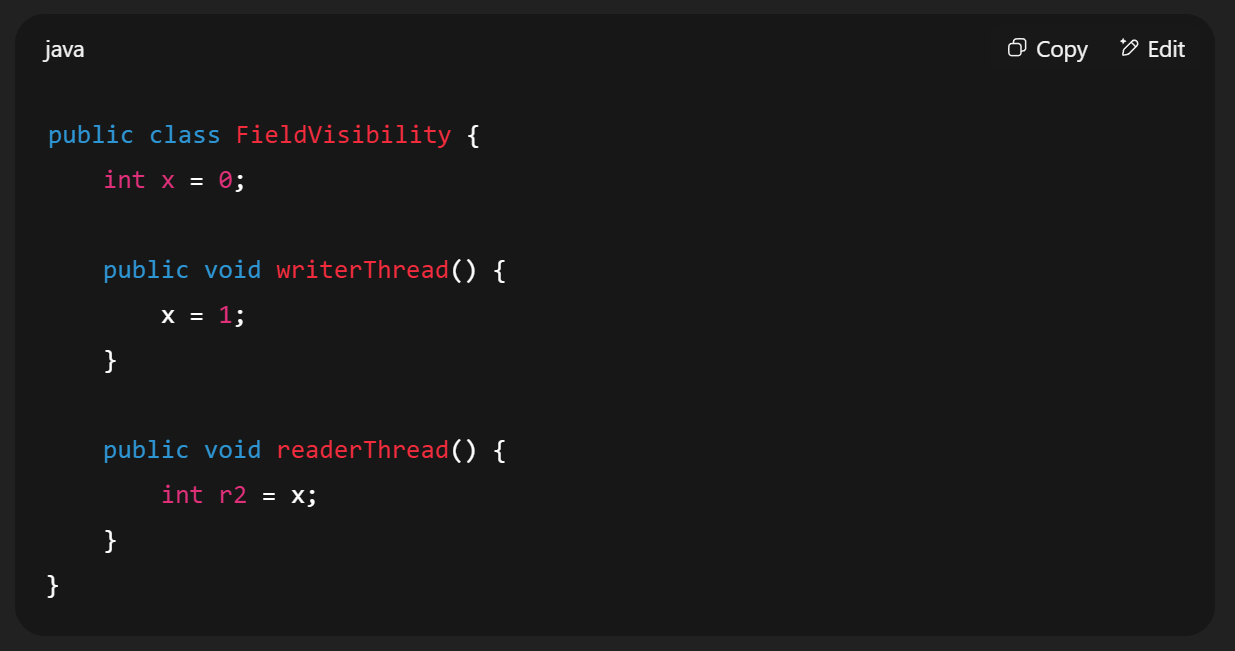 java
Copy
Edit
public class FieldVisibility {
    int x = 0;
    public void writerThread() {
        x = 1;
    }
    public void readerThread() {
        int r2 = x;
    }
}